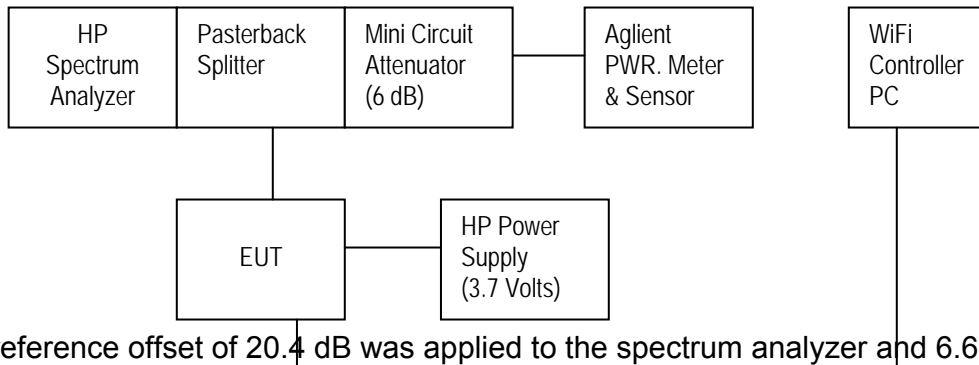 HP
Spectrum
Analyzer
Pasterback
Splitter
Mini Circuit
Attenuator
(6 dB)
Aglient
PWR. Meter
& Sensor
WiFi
Controller
PC
EUT
HP Power
Supply
(3.7 Volts)
eference offset of 20.4 dB was applied to the spectrum analyzer and 6.6